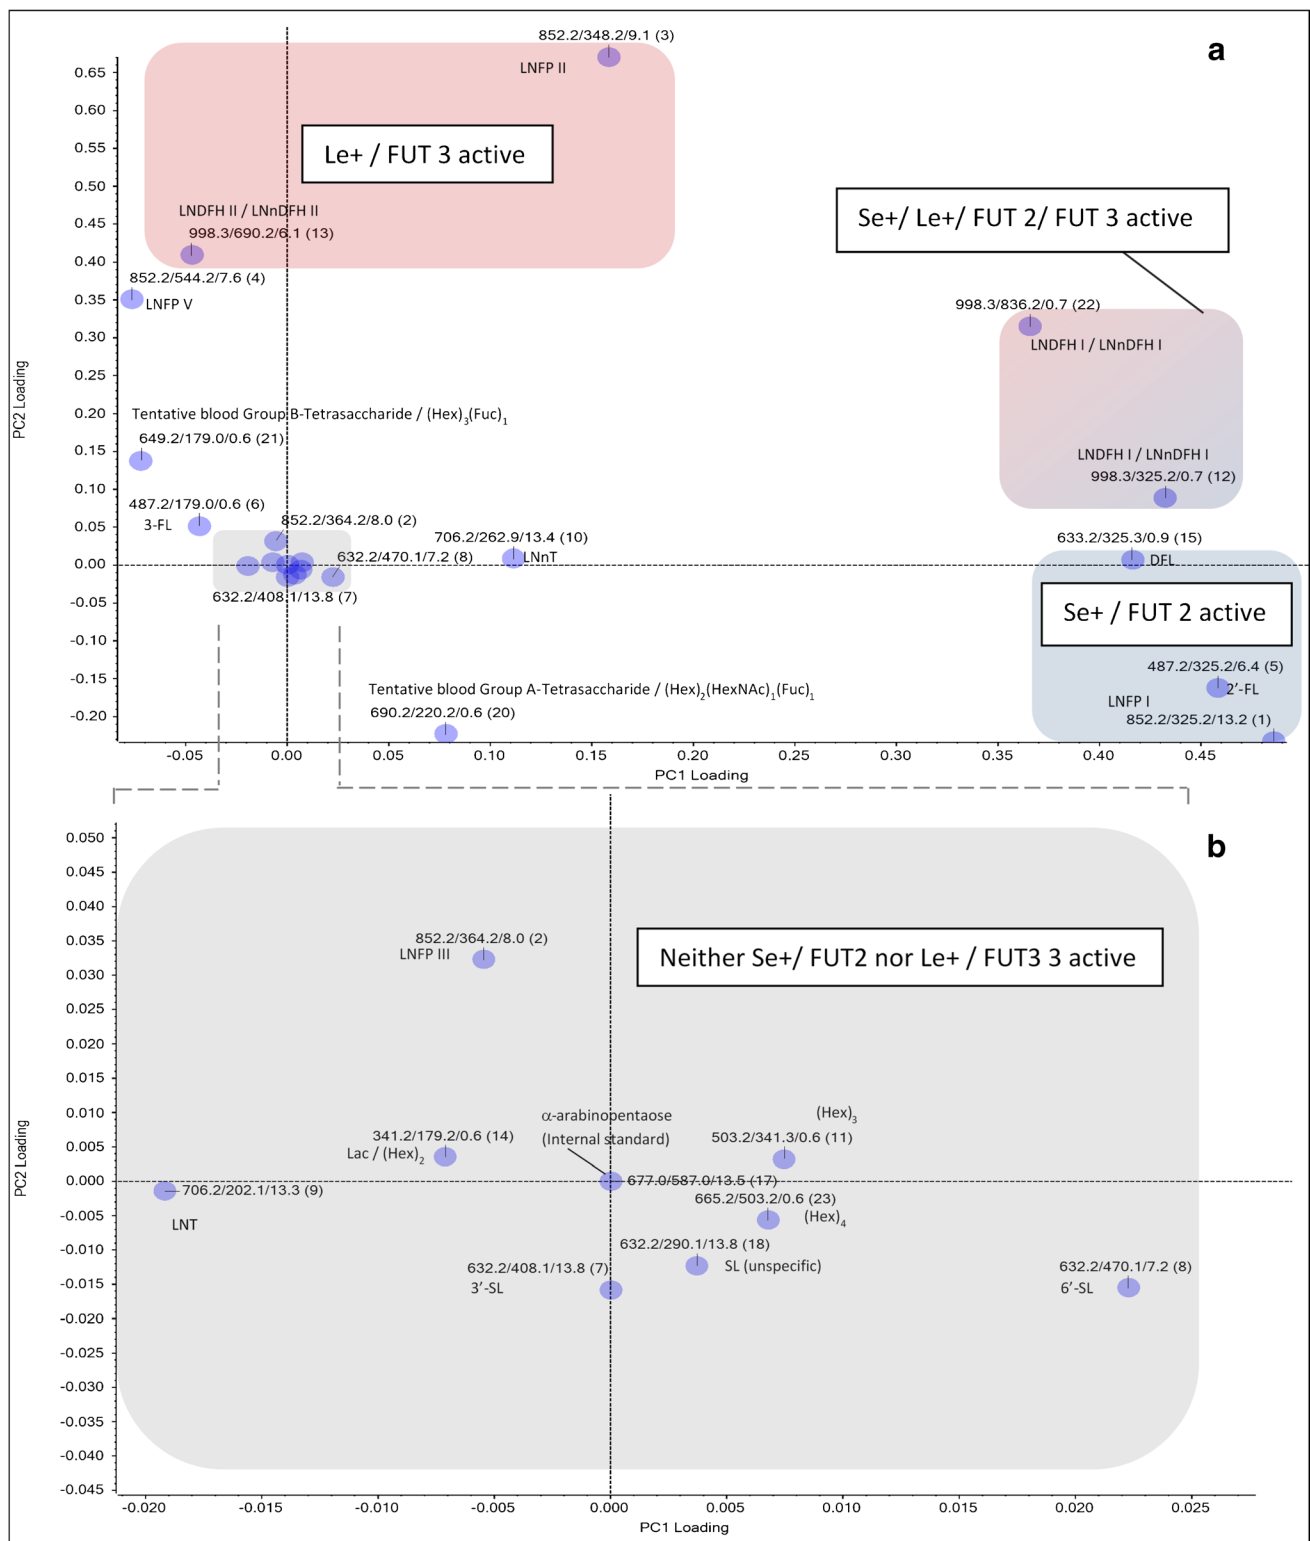 a
852.2/348.2/9.1 (3)
LNFP II
Le+ / FUT 3 active
LNDFH II / LNnDFH II
998.3/690.2/6.1 (13)
852.2/544.2/7.6 (4)
LNFP V
Se+/ Le+/ FUT 2/ FUT 3 active
998.3/836.2/0.7 (22)
LNDFH I / LNnDFH I
LNDFH I / LNnDFH I
998.3/325.2/0.7 (12)
Tentative blood Group B-Tetrasaccharide / (Hex)₃(Fuc)₁
649.2/179.0/0.6 (21)
487.2/179.0/0.6 (6)
3-FL
852.2/364.2/8.0 (2)
632.2/470.1/7.2 (8)
632.2/408.1/13.8 (7)
706.2/262.9/13.4 (10)
LNnT
633.2/325.3/0.9 (15)
DFL
Se+ / FUT 2 active
487.2/325.2/6.4 (5)
2’-FL
LNFP I
852.2/325.2/13.2 (1)
Tentative blood Group A-Tetrasaccharide / (Hex)₂(HexNAc)₁(Fuc)₁
690.2/220.2/0.6 (20)
PC2 Loading
0.65
0.60
0.55
0.50
0.45
0.40
0.35
0.30
0.25
0.20
0.15
0.10
0.05
0.00
-0.05
-0.10
-0.15
-0.20
-0.05 0.00 0.05 0.10 0.15 0.20 0.25 0.30 0.35 0.40 0.45
PC1 Loading
b
852.2/364.2/8.0 (2)
LNFP III
Neither Se+/ FUT2 nor Le+ / FUT3 3 active
α-arabinopentaose
(Internal standard)
341.2/179.2/0.6 (14)
Lac / (Hex)₂
(Hex)₃
503.2/341.3/0.6 (11)
677.0/587.0/13.5 (17)
706.2/202.1/13.3 (9)
LNT
665.2/503.2/0.6 (23)
(Hex)₄
632.2/290.1/13.8 (18)
SL (unspecific)
632.2/408.1/13.8 (7)
3’-SL
632.2/470.1/7.2 (8)
6’-SL
PC2 Loading
0.050
0.045
0.040
0.035
0.030
0.025
0.020
0.015
0.010
0.005
0.000
-0.005
-0.010
-0.015
-0.020
-0.025
-0.030
-0.035
-0.040
-0.045
-0.020 -0.015 -0.010 -0.005 0.000 0.005 0.010 0.015 0.020 0.025
PC1 Loading